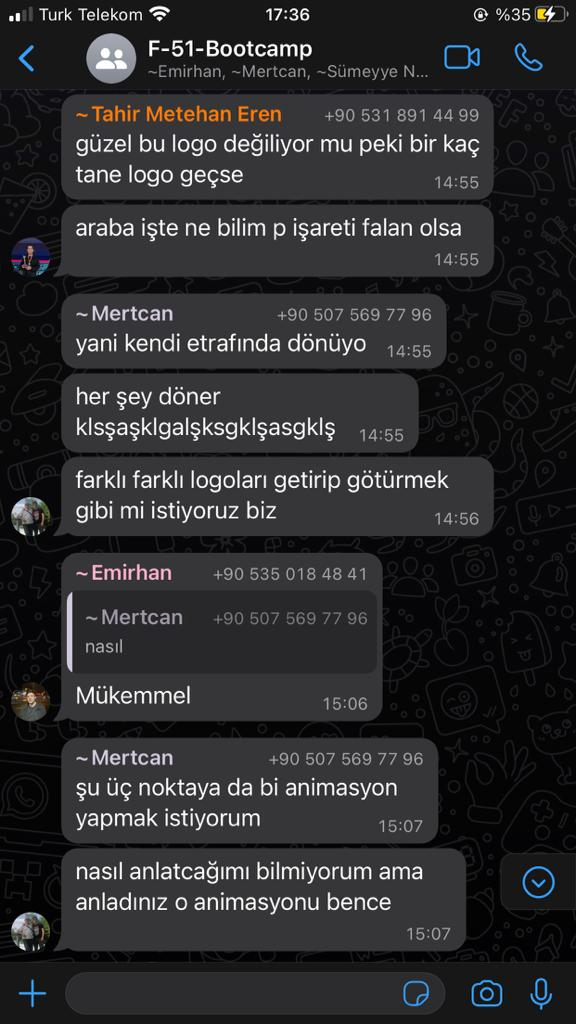 Turk Telekom
17:36
%35
F-51-Bootcamp
~Emirhan, ~Mertcan, ~Sümeyye N...
~Tahir Metehan Eren +90 531 891 44 99
güzel bu logo değiliyor mu peki bir kaç
tane logo geçse
14:55
araba işte ne bilim p işareti falan olsa
14:55
~Mertcan +90 507 569 77 96
yani kendi etrafında dönüyo 14:55
her şey döner
klsşaşklgalşksgklşasgklş 14:55
farklı farklı logoları getirip götürmek
gibi mi istiyoruz biz
14:56
~Emirhan +90 535 018 48 41
~Mertcan +90 507 569 77 96
nasıl
Mükemmel
15:06
~Mertcan +90 507 569 77 96
şu üç noktaya da bi animasyon
yapmak istiyorum
15:07
nasıl anlatcağımı bilmiyorum ama
anladınız o animasyonu bence
15:07